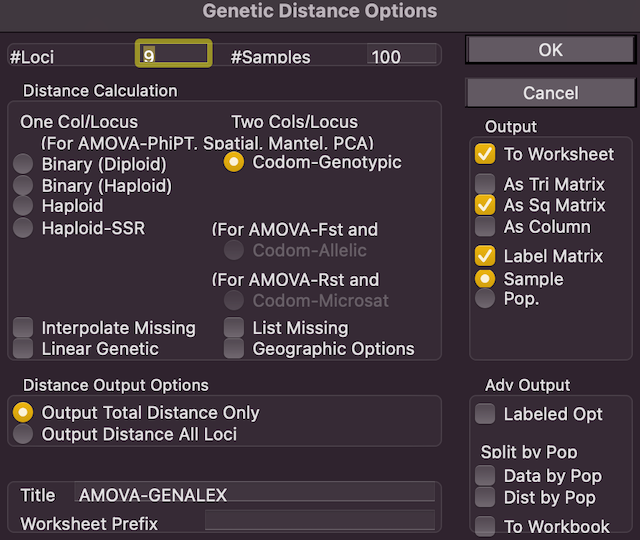 Genetic Distance Options
#Loci 9 #Samples 100
OK
Cancel
Distance Calculation
One Col/Locus Two Cols/Locus
(For AMOVA-PhiPT, Spatial, Mantel, PCA)
Binary (Diploid) Codom-Genotypic
Binary (Haploid)
Haploid
Haploid-SSR (For AMOVA-Fst and
Codom-Allelic
(For AMOVA-Rst and
Codom-Microsat
Interpolate Missing List Missing
Linear Genetic Geographic Options
Output
To Worksheet
As Tri Matrix
As Sq Matrix
As Column
Label Matrix
Sample
Pop.
Distance Output Options
Output Total Distance Only
Output Distance All Loci
Adv Output
Labeled Opt
Split by Pop
Data by Pop
Dist by Pop
To Workbook
Title AMOVA-GENALEX
Worksheet Prefix